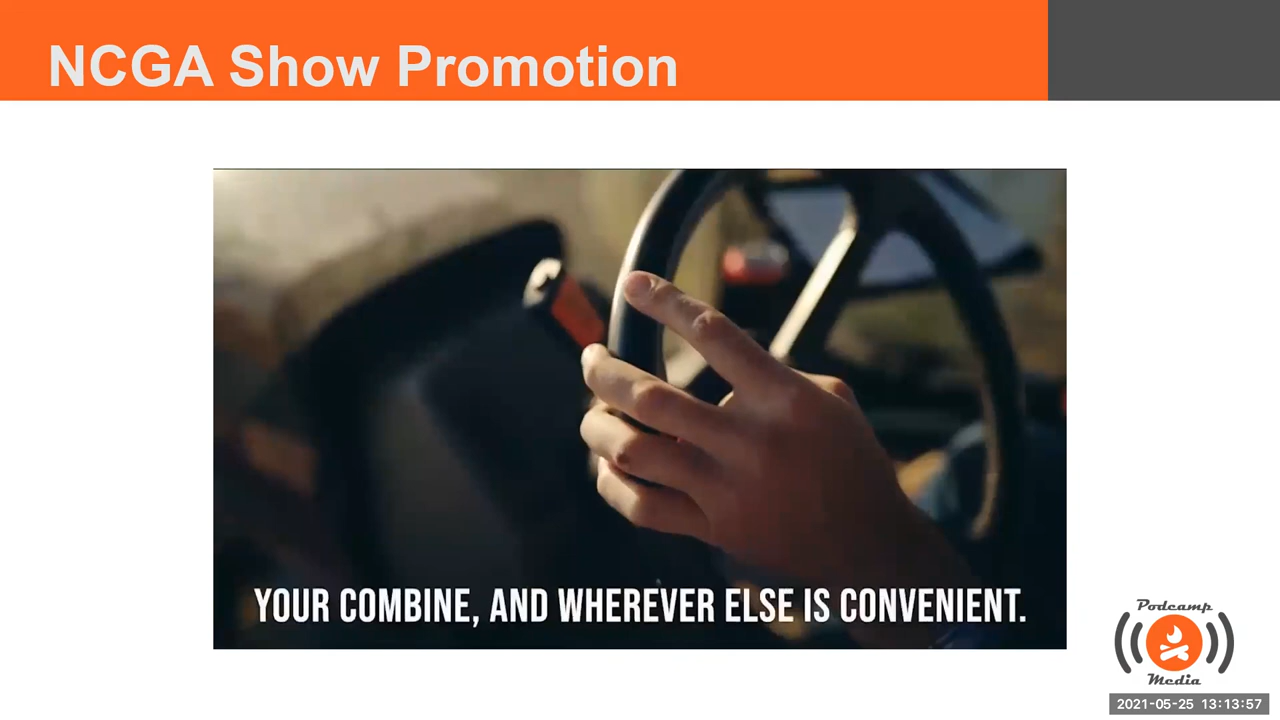 NCGA Show Promotion
YOUR COMBINE, AND WHEREVER ELSE IS CONVENIENT.
Podcamp
Media
2021-05-25 13:13:57